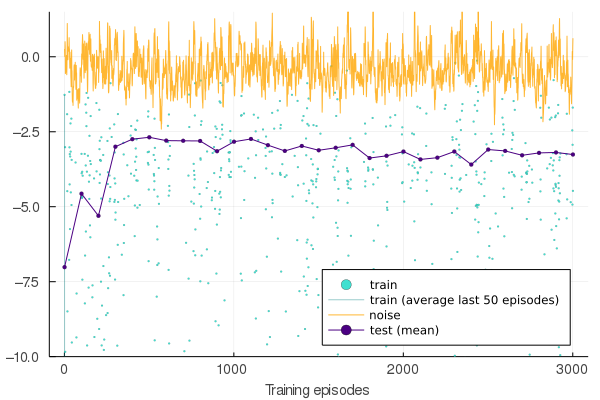 0.0
−2.5
−5.0
−7.5
−10.0
train
train (average last 50 episodes)
noise
test (mean)
0
1000
2000
3000
Training episodes